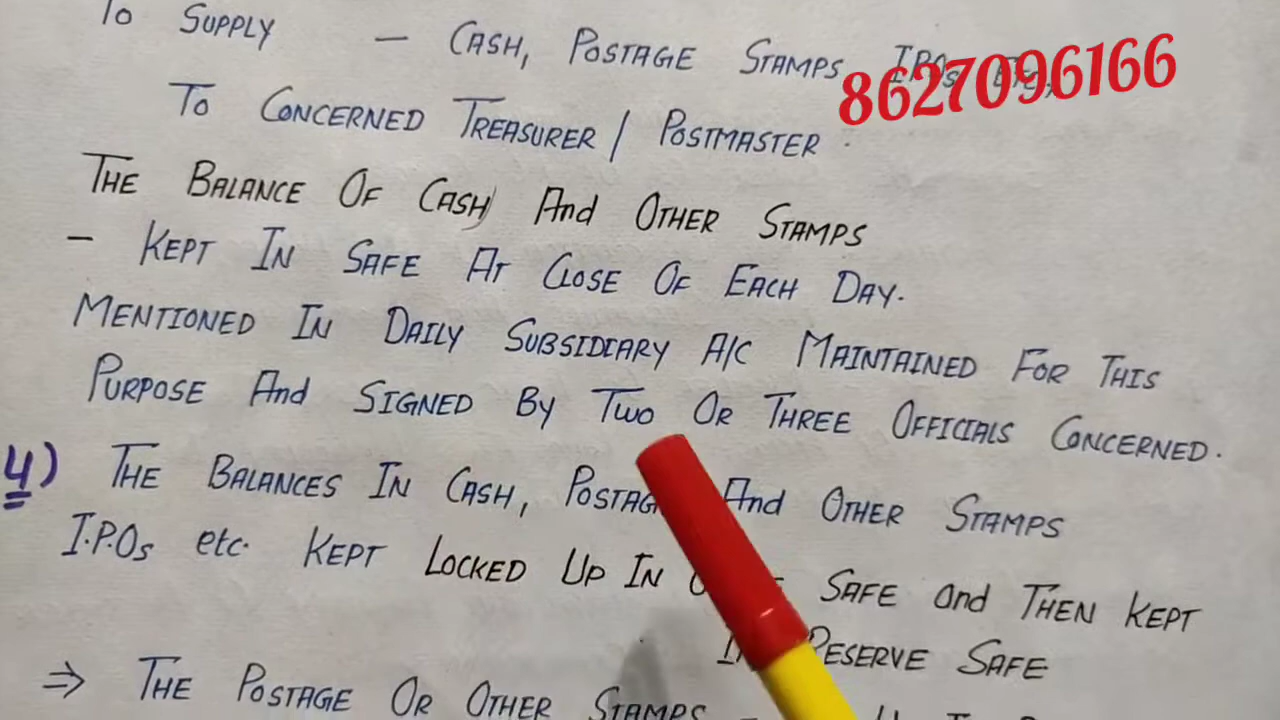 To SUPPLY - CASH, POSTAGE STAMPS I.P.Os Etc,
8627096166
To CONCERNED TREASURER / POSTMASTER
THE BALANCE OF CASH And OTHER STAMPS
- KEPT IN SAFE At CLOSE OF EACH DAY.
MENTIONED IN DAILY SUBSIDIARY A/C MAINTAINED FOR THIS
PURPOSE And SIGNED BY TWO OR THREE OFFICIALS CONCERNED.
4) THE BALANCES IN CASH, And OTHER STAMPS
I.P.Os etc. KEPT LOCKED UP IN SAFE and THEN KEPT
IN RESERVE SAFE
⇒ THE POSTAGE OR OTHER STAMPS -